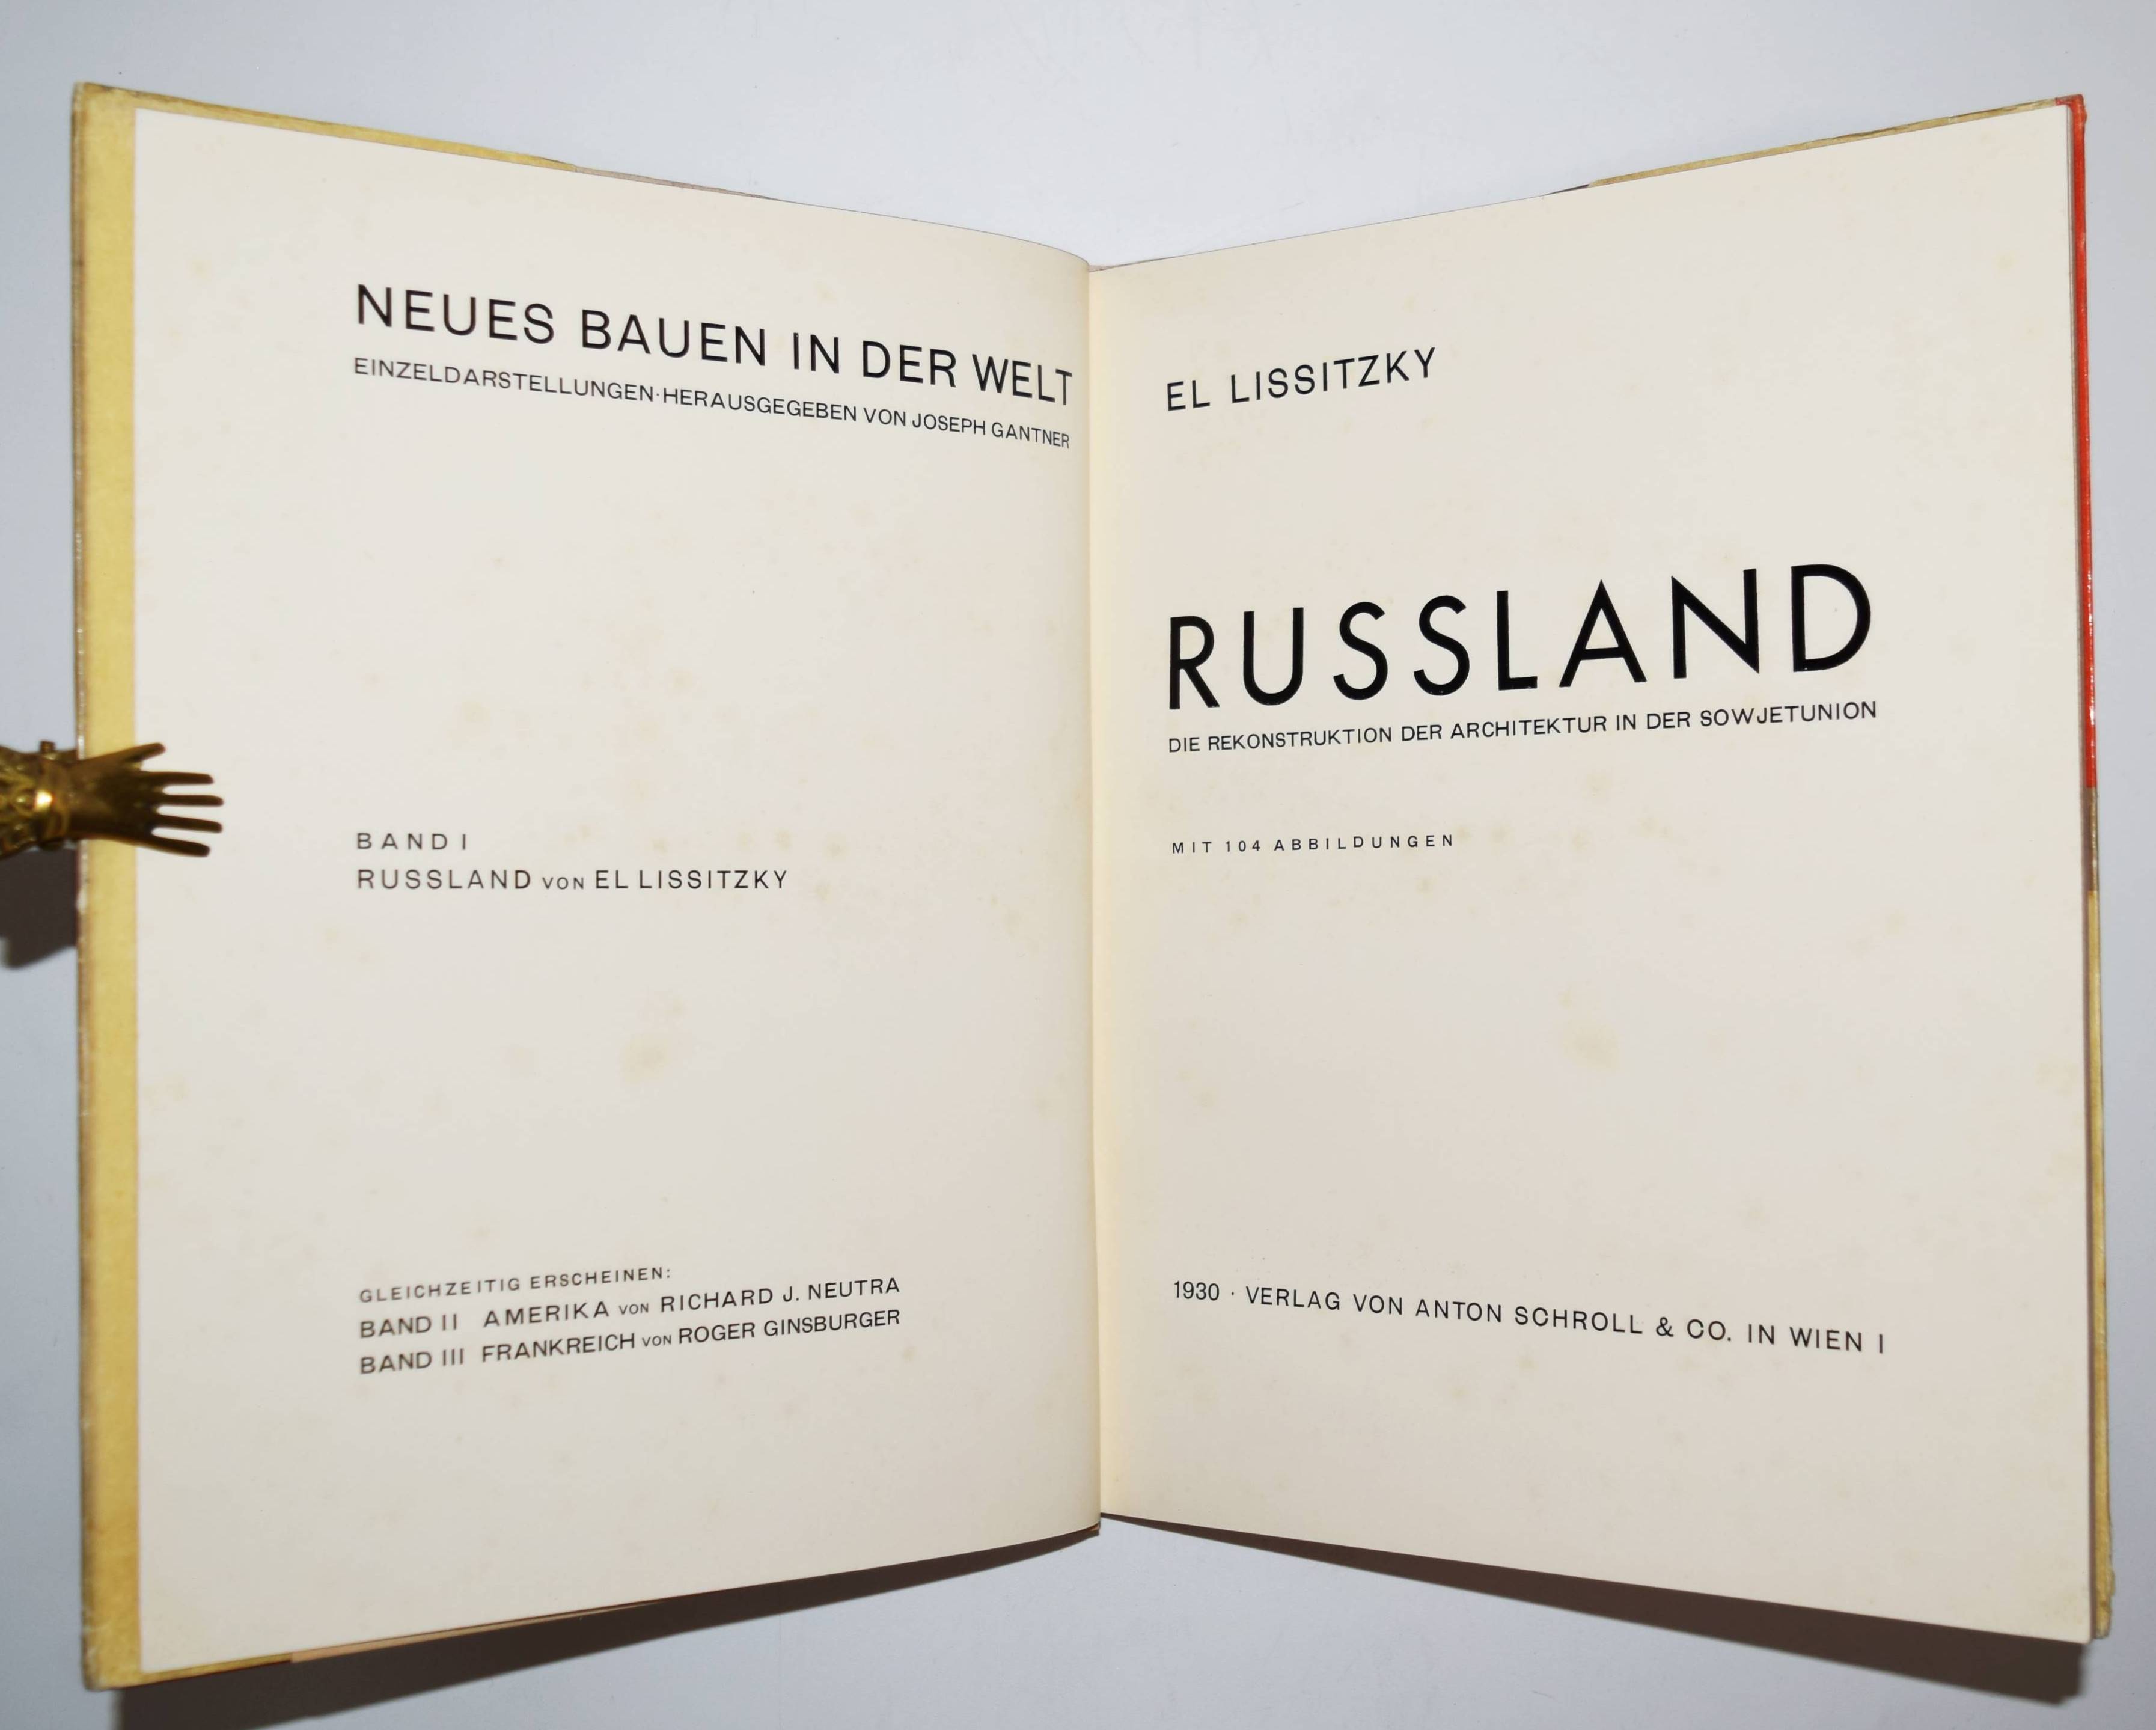 NEUES BAUEN IN DER WELT
EINZELDARSTELLUNGEN·HERAUSGEGEBEN VON JOSEPH GANTNER
BAND I
RUSSLAND VON EL LISSITZKY
GLEICHZEITIG ERSCHEINEN:
BAND II AMERIKA VON RICHARD J. NEUTRA
BAND III FRANKREICH VON ROGER GINSBURGER
EL LISSITZKY
RUSSLAND
DIE REKONSTRUKTION DER ARCHITEKTUR IN DER SOWJETUNION
MIT 104 ABBILDUNGEN
1930 · VERLAG VON ANTON SCHROLL & CO. IN WIEN I